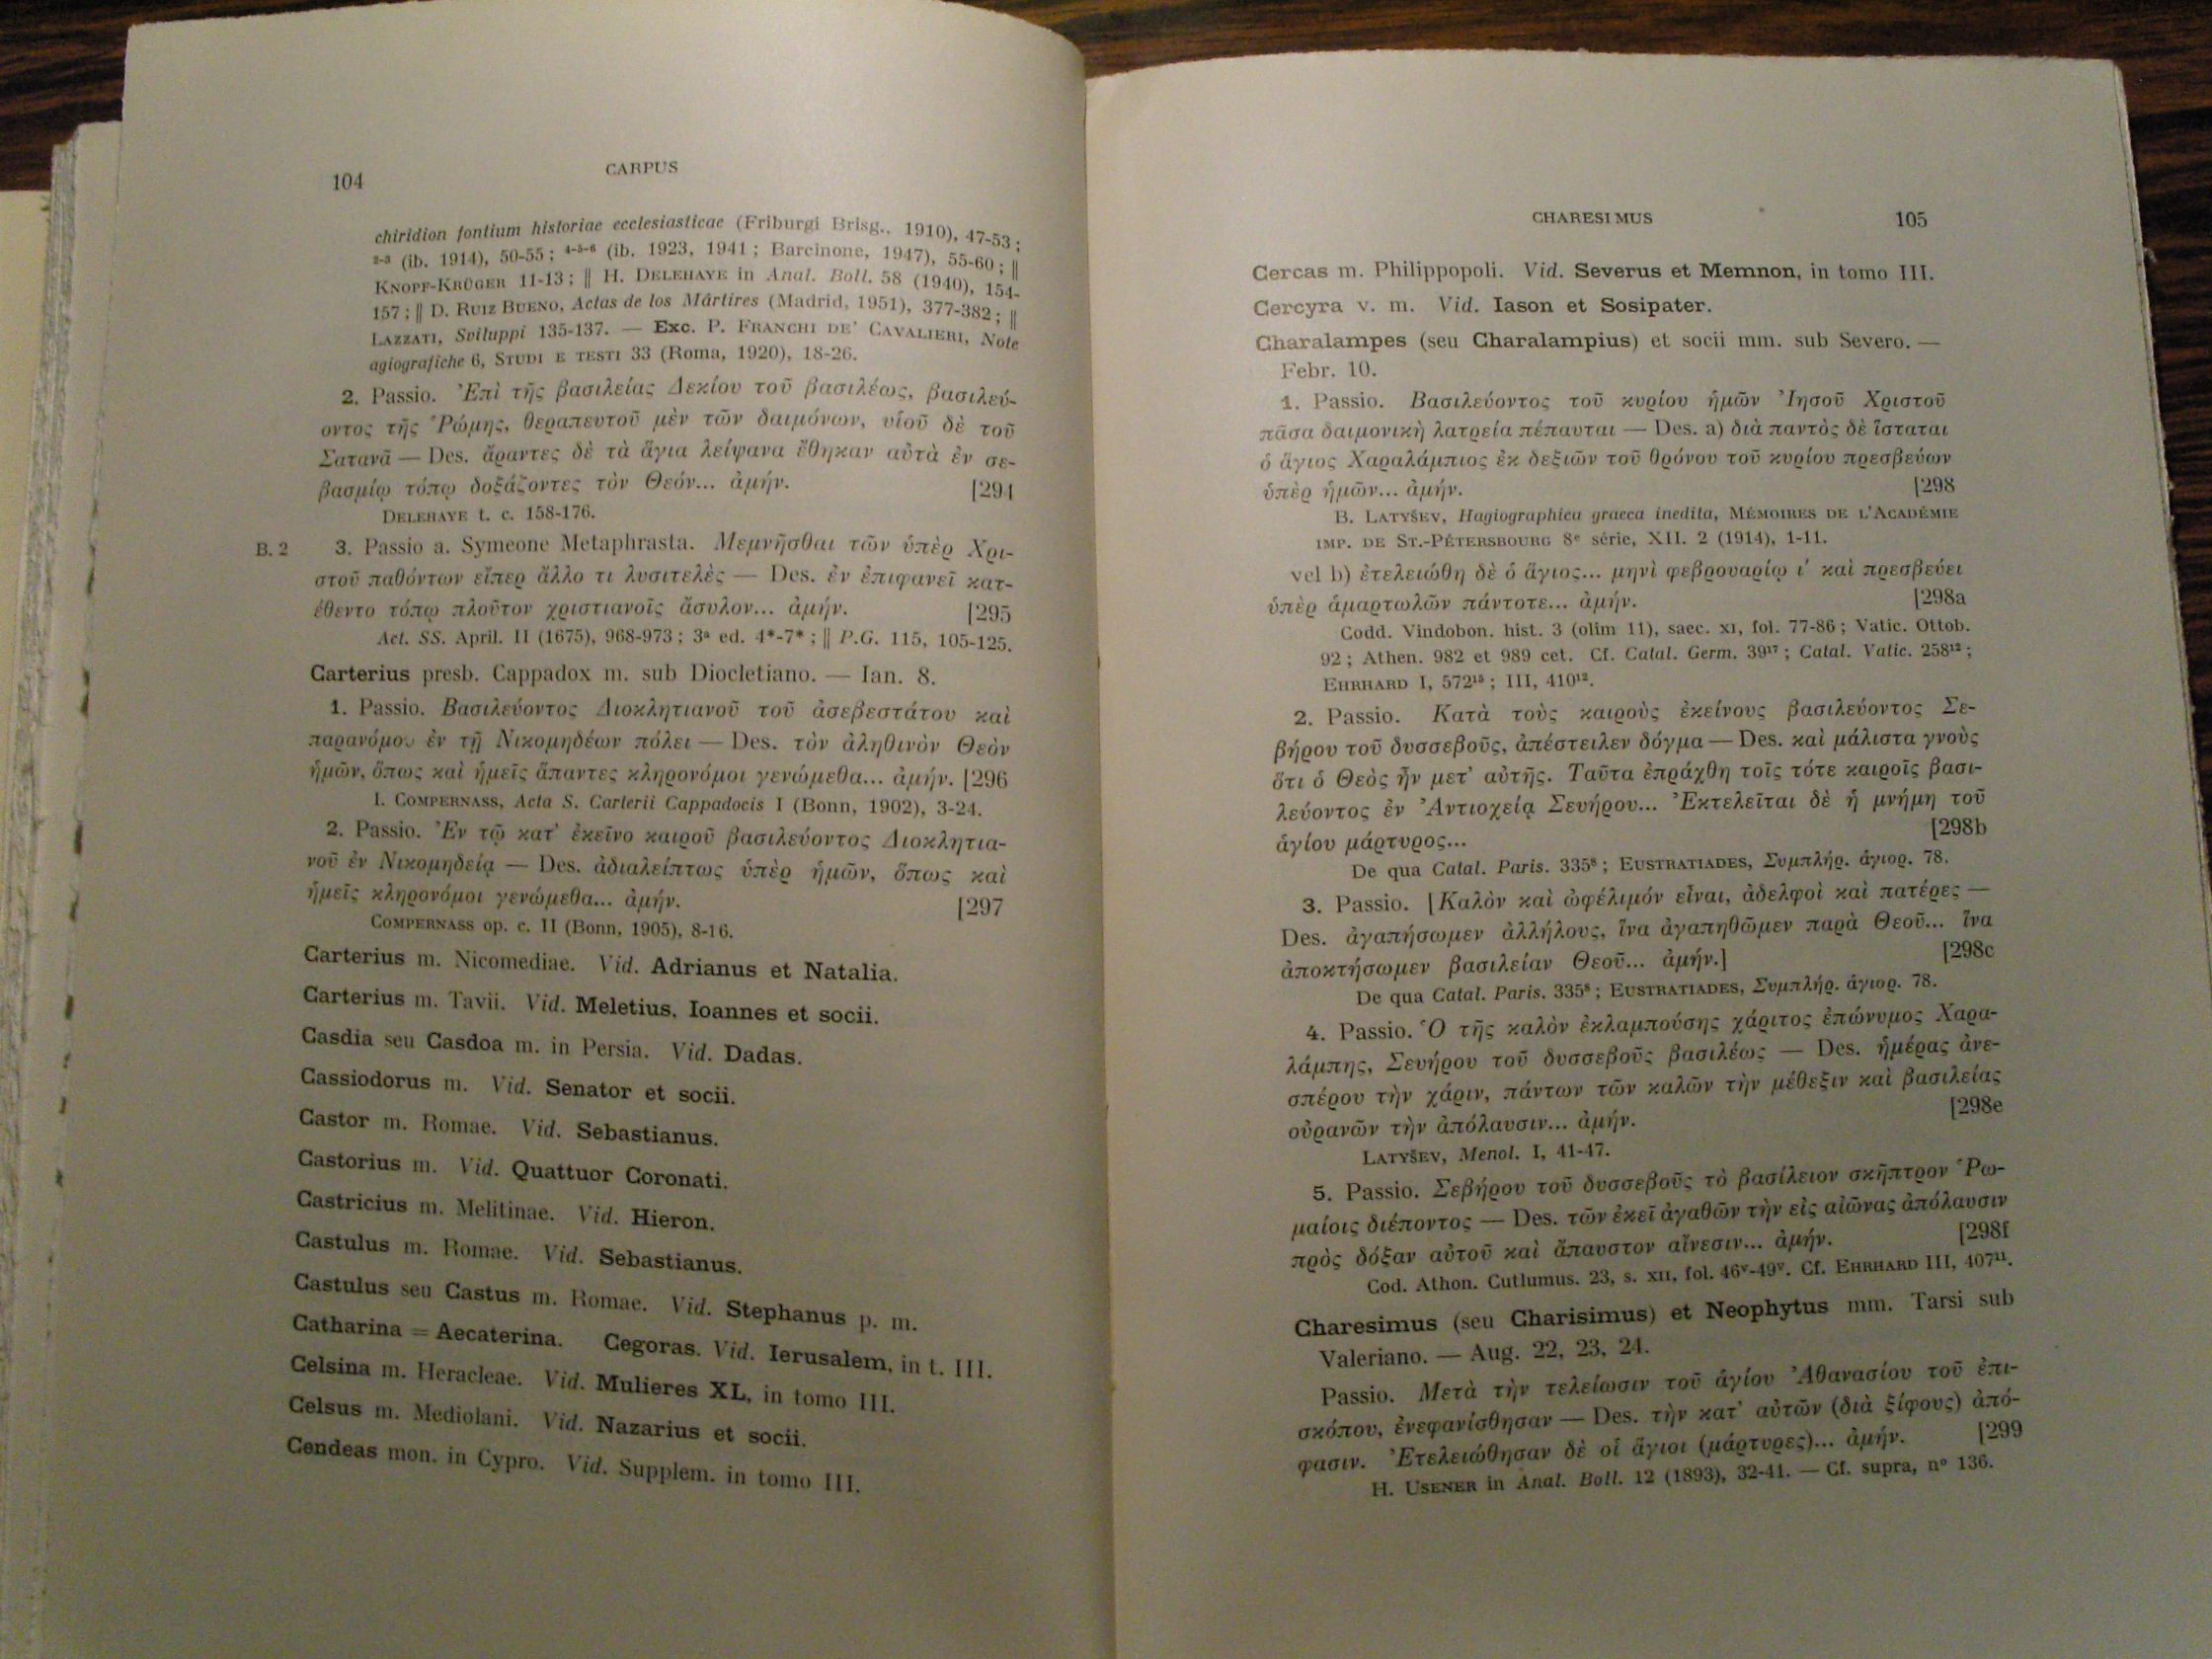 104
CARPUS
chiridion fontium historiae ecclesiasticae (Friburgi Brisg., 1910), 47-53 ;
²⁻³ (ib. 1914), 50-55 ; ⁴⁻⁵⁻⁶ (ib. 1923, 1941 ; Barcinone, 1947), 55-60 ; ||
KNOPF-KRÜGER 11-13 ; || H. DELEHAYE in Anal. Boll. 58 (1940), 154-
157 ; || D. RUIZ BUENO, Actas de los Mártires (Madrid, 1951), 377-382 ; ||
LAZZATI, Sviluppi 135-137. — Exc. P. FRANCHI DE' CAVALIERI, Note
agiografiche 6, STUDI E TESTI 33 (Roma, 1920), 18-26.
2. Passio. Ἐπὶ τῆς βασιλείας Δεκίου τοῦ βασιλέως, βασιλεύ-
οντος τῆς Ῥώμης, θεραπευτοῦ μὲν τῶν δαιμόνων, υἱοῦ δὲ τοῦ
Σατανᾶ — Des. ἄραντες δὲ τὰ ἅγια λείψανα ἔθηκαν αὐτὰ ἐν σε-
βασμίῳ τόπῳ δοξάζοντες τὸν Θεόν... ἀμήν. [294
DELEHAYE t. c. 158-176.
B. 2 3. Passio a. Symeone Metaphrasta. Μεμνῆσθαι τῶν ὑπὲρ Χρι-
στοῦ παθόντων εἴπερ ἄλλο τι λυσιτελὲς — Des. ἐν ἐπιφανεῖ κατ-
έθεντο τόπῳ πλοῦτον χριστιανοῖς ἄσυλον... ἀμήν. [295
Act. SS. April. II (1675), 968-973 ; 3ᵃ ed. 4*-7* ; || P.G. 115, 105-125.
Carterius presb. Cappadox m. sub Diocletiano. — Ian. 8.
1. Passio. Βασιλεύοντος Διοκλητιανοῦ τοῦ ἀσεβεστάτου καὶ
παρανόμου ἐν τῇ Νικομηδέων πόλει — Des. τὸν ἀληθινὸν Θεὸν
ἡμῶν, ὅπως καὶ ἡμεῖς ἅπαντες κληρονόμοι γενώμεθα... ἀμήν. [296
I. COMPERNASS, Acta S. Carterii Cappadocis I (Bonn, 1902), 3-24.
2. Passio. Ἐν τῷ κατ' ἐκεῖνο καιροῦ βασιλεύοντος Διοκλητια-
νοῦ ἐν Νικομηδείᾳ — Des. ἀδιαλείπτως ὑπὲρ ἡμῶν, ὅπως καὶ
ἡμεῖς κληρονόμοι γενώμεθα... ἀμήν. [297
COMPERNASS op. c. II (Bonn, 1905), 8-16.
Carterius m. Nicomediae. Vid. Adrianus et Natalia.
Carterius m. Tavii. Vid. Meletius, Ioannes et socii.
Casdia seu Casdoa m. in Persia. Vid. Dadas.
Cassiodorus m. Vid. Senator et socii.
Castor m. Romae. Vid. Sebastianus.
Castorius m. Vid. Quattuor Coronati.
Castricius m. Melitinae. Vid. Hieron.
Castulus m. Romae. Vid. Sebastianus.
Castulus seu Castus m. Romae. Vid. Stephanus p. m.
Catharina = Aecaterina. Cegoras. Vid. Ierusalem, in t. III.
Celsina m. Heracleae. Vid. Mulieres XL, in tomo III.
Celsus m. Mediolani. Vid. Nazarius et socii.
Cendeas mon. in Cypro. Vid. Supplem. in tomo III.
CHARESIMUS
105
Cercas m. Philippopoli. Vid. Severus et Memnon, in tomo III.
Cercyra v. m. Vid. Iason et Sosipater.
Charalampes (seu Charalampius) et socii mm. sub Severo. —
Febr. 10.
1. Passio. Βασιλεύοντος τοῦ κυρίου ἡμῶν Ἰησοῦ Χριστοῦ
πᾶσα δαιμονικὴ λατρεία πέπαυται — Des. a) διὰ παντὸς δὲ ἵσταται
ὁ ἅγιος Χαραλάμπιος ἐκ δεξιῶν τοῦ θρόνου τοῦ κυρίου πρεσβεύων
ὑπὲρ ἡμῶν... ἀμήν. [298
B. LATYŠEV, Hagiographica graeca inedita, MÉMOIRES DE L'ACADÉMIE
IMP. DE ST.-PÉTERSBOURG 8ᵉ série, XII. 2 (1914), 1-11.
vel b) ἐτελειώθη δὲ ὁ ἅγιος... μηνὶ φεβρουαρίῳ ι' καὶ πρεσβεύει
ὑπὲρ ἁμαρτωλῶν πάντοτε... ἀμήν. [298a
Codd. Vindobon. hist. 3 (olim 11), saec. XI, fol. 77-86 ; Vatic. Ottob.
92 ; Athen. 982 et 989 cet. Cf. Catal. Germ. 39¹⁷ ; Catal. Vatic. 258¹² ;
EHRHARD I, 572¹⁵ ; III, 410¹².
2. Passio. Κατὰ τοὺς καιροὺς ἐκείνους βασιλεύοντος Σε-
βήρου τοῦ δυσσεβοῦς, ἀπέστειλεν δόγμα — Des. καὶ μάλιστα γνοὺς
ὅτι ὁ Θεὸς ἦν μετ' αὐτῆς. Ταῦτα ἐπράχθη τοῖς τότε καιροῖς βασι-
λεύοντος ἐν Ἀντιοχείᾳ Σευήρου... Ἐκτελεῖται δὲ ἡ μνήμη τοῦ
ἁγίου μάρτυρος... [298b
De qua Catal. Paris. 335⁸ ; EUSTRATIADES, Συμπλήρ. ἁγιορ. 78.
3. Passio. [Καλὸν καὶ ὠφέλιμόν εἶναι, ἀδελφοὶ καὶ πατέρες —
Des. ἀγαπήσωμεν ἀλλήλους, ἵνα ἀγαπηθῶμεν παρὰ Θεοῦ... ἵνα
ἀποκτήσωμεν βασιλείαν Θεοῦ... ἀμήν.] [298c
De qua Catal. Paris. 335⁸ ; EUSTRATIADES, Συμπλήρ. ἁγιορ. 78.
4. Passio. Ὁ τῆς καλὸν ἐκλαμπούσης χάριτος ἐπώνυμος Χαρα-
λάμπης, Σευήρου τοῦ δυσσεβοῦς βασιλέως — Des. ἡμέρας ἀνε-
σπέρου τὴν χάριν, πάντων τῶν καλῶν τὴν μέθεξιν καὶ βασιλείας
οὐρανῶν τὴν ἀπόλαυσιν... ἀμήν. [298e
LATYŠEV, Menol. I, 41-47.
5. Passio. Σεβήρου τοῦ δυσσεβοῦς τὸ βασίλειον σκῆπτρον Ῥω-
μαίοις διέποντος — Des. τῶν ἐκεῖ ἀγαθῶν τὴν εἰς αἰῶνας ἀπόλαυσιν
πρὸς δόξαν αὐτοῦ καὶ ἄπαυστον αἴνεσιν... ἀμήν. [298f
Cod. Athon. Cutlumus. 23, s. XII, fol. 46ᵛ-49ᵛ. Cf. EHRHARD III, 407¹¹.
Charesimus (seu Charisimus) et Neophytus mm. Tarsi sub
Valeriano. — Aug. 22, 23, 24.
Passio. Μετὰ τὴν τελείωσιν τοῦ ἁγίου Ἀθανασίου τοῦ ἐπι-
σκόπου, ἐνεφανίσθησαν — Des. τὴν κατ' αὐτῶν (διὰ ξίφους) ἀπό-
φασιν. Ἐτελειώθησαν δὲ οἱ ἅγιοι (μάρτυρες)... ἀμήν. [299
H. USENER in Anal. Boll. 12 (1893), 32-41. — Cf. supra, nº 136.